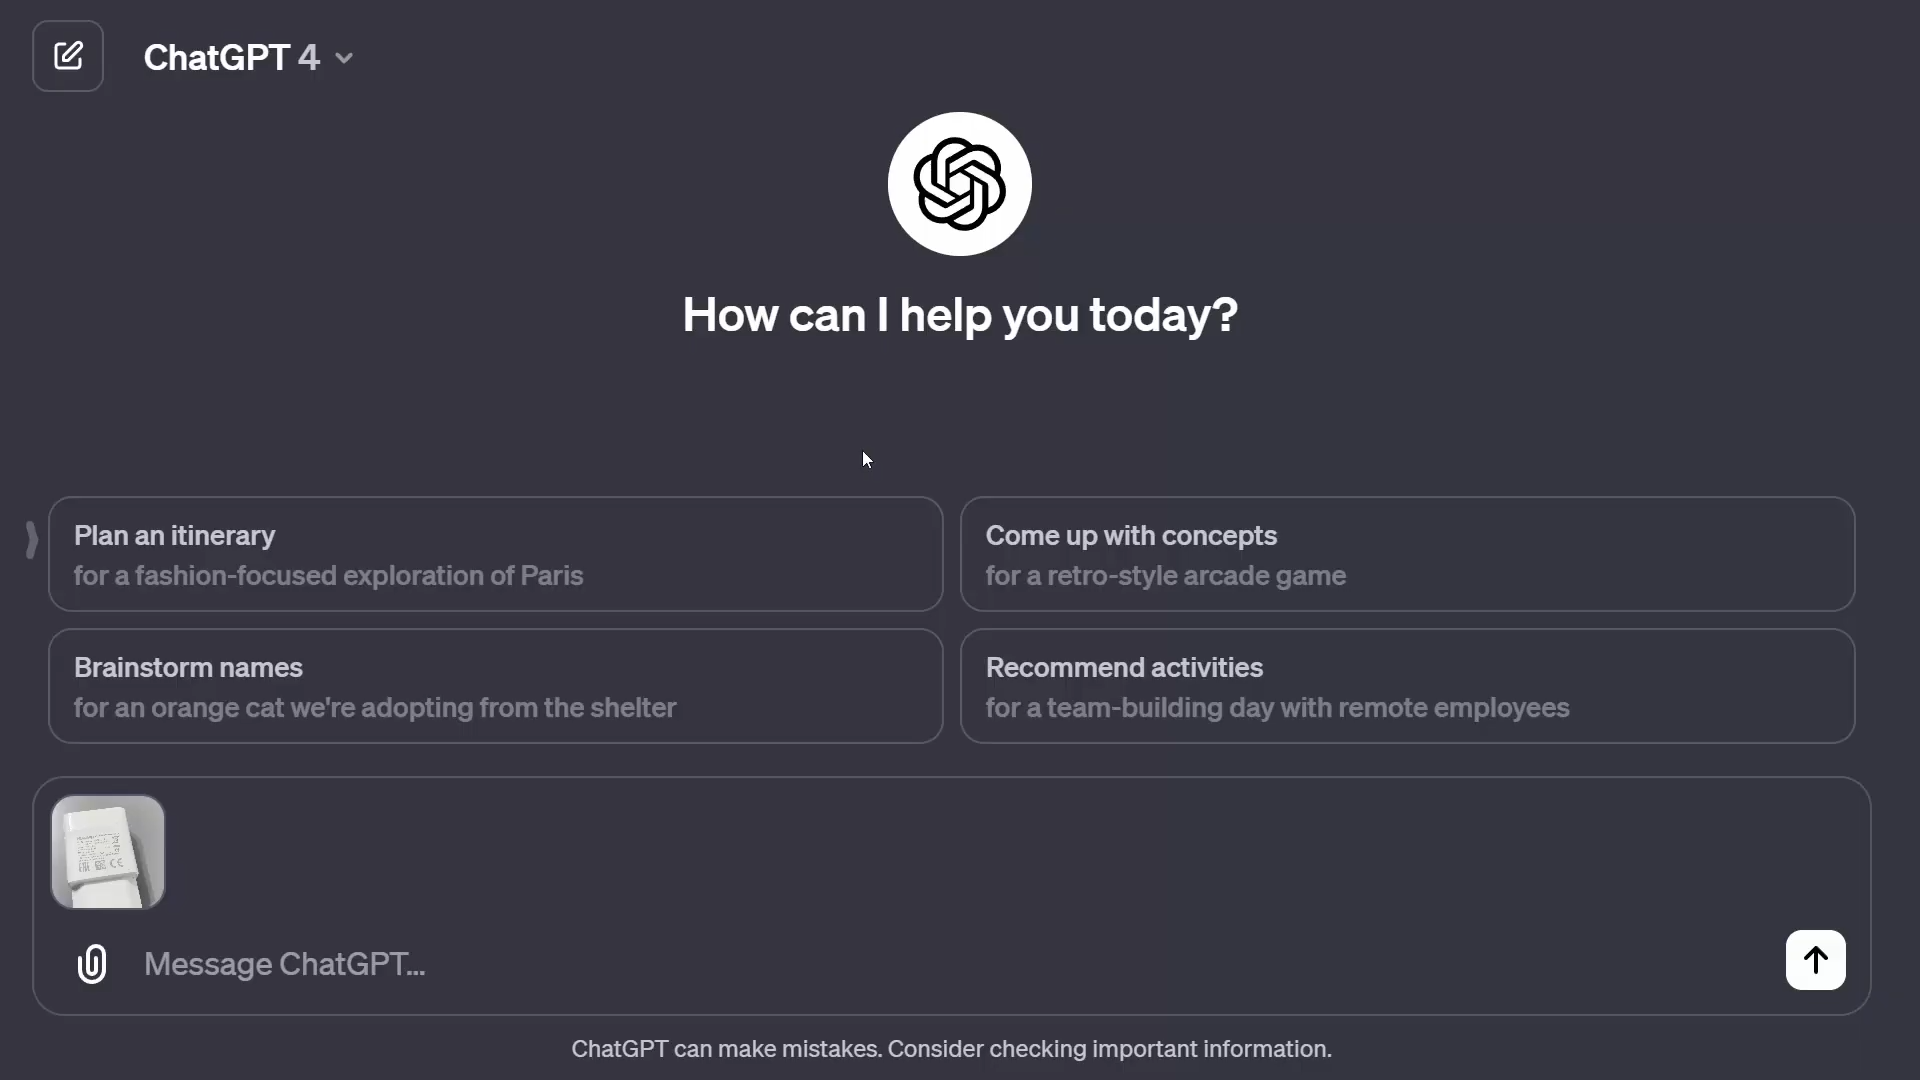 ChatGPT 4
How can I help you today?
Plan an itinerary
for a fashion-focused exploration of Paris
Come up with concepts
for a retro-style arcade game
Brainstorm names
for an orange cat we're adopting from the shelter
Recommend activities
for a team-building day with remote employees
CE
Message ChatGPT...
ChatGPT can make mistakes. Consider checking important information.